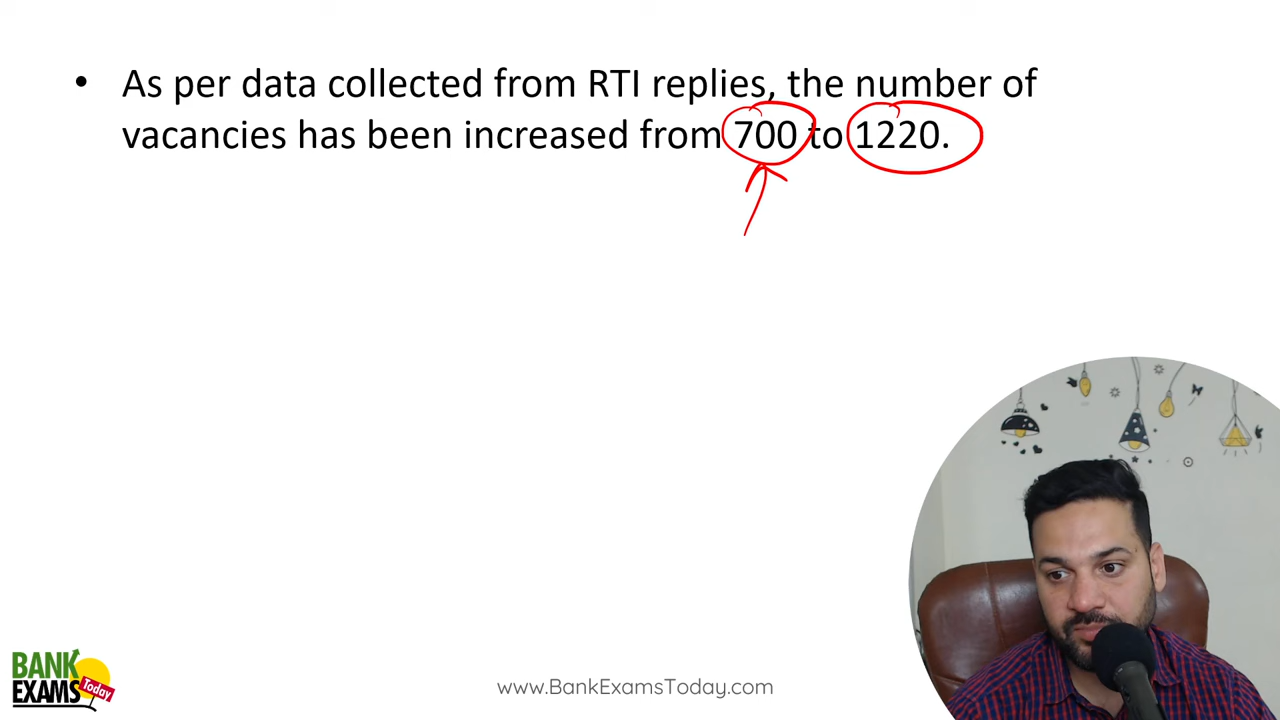 • As per data collected from RTI replies, the number of
vacancies has been increased from 700 to 1220.
BANK
EXAMS
Today
www.BankExamsToday.com